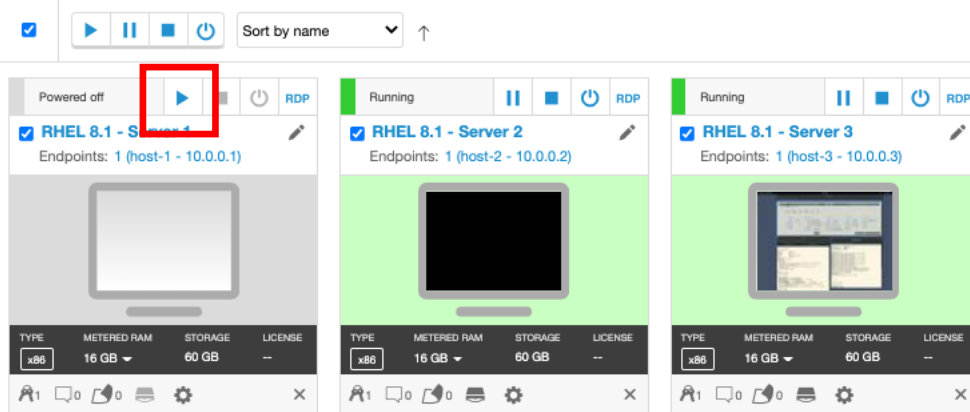 Sort by name
Powered off RDP
RHEL 8.1 - Server 1
Endpoints: 1 (host-1 - 10.0.0.1)
TYPE METERED RAM STORAGE LICENSE
x86 16 GB 60 GB --
1 0 0
Running RDP
RHEL 8.1 - Server 2
Endpoints: 1 (host-2 - 10.0.0.2)
TYPE METERED RAM STORAGE LICENSE
x86 16 GB 60 GB --
1 0 0
Running RDP
RHEL 8.1 - Server 3
Endpoints: 1 (host-3 - 10.0.0.3)
TYPE METERED RAM STORAGE LICENSE
x86 16 GB 60 GB --
1 0 0